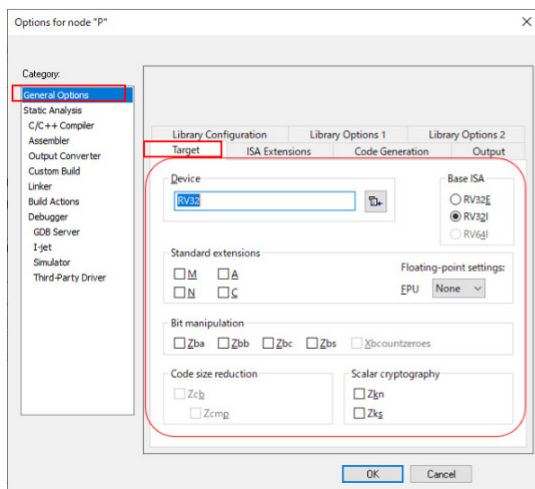 Options for node "P"
Category:
General Options
Static Analysis
C/C++ Compiler
Assembler
Output Converter
Custom Build
Linker
Build Actions
Debugger
GDB Server
I-jet
Simulator
Third-Party Driver
Library Configuration Library Options 1 Library Options 2
Target ISA Extensions Code Generation Output
Device
RV32
Base ISA
RV32E
RV32I
RV64I
Standard extensions
M A
N C
Floating-point settings:
FPU None
Bit manipulation
Zba Zbb Zbc Zbs Xbcountzeroes
Code size reduction
Zcb
Zcmp
Scalar cryptography
Zkn
Zks
OK Cancel